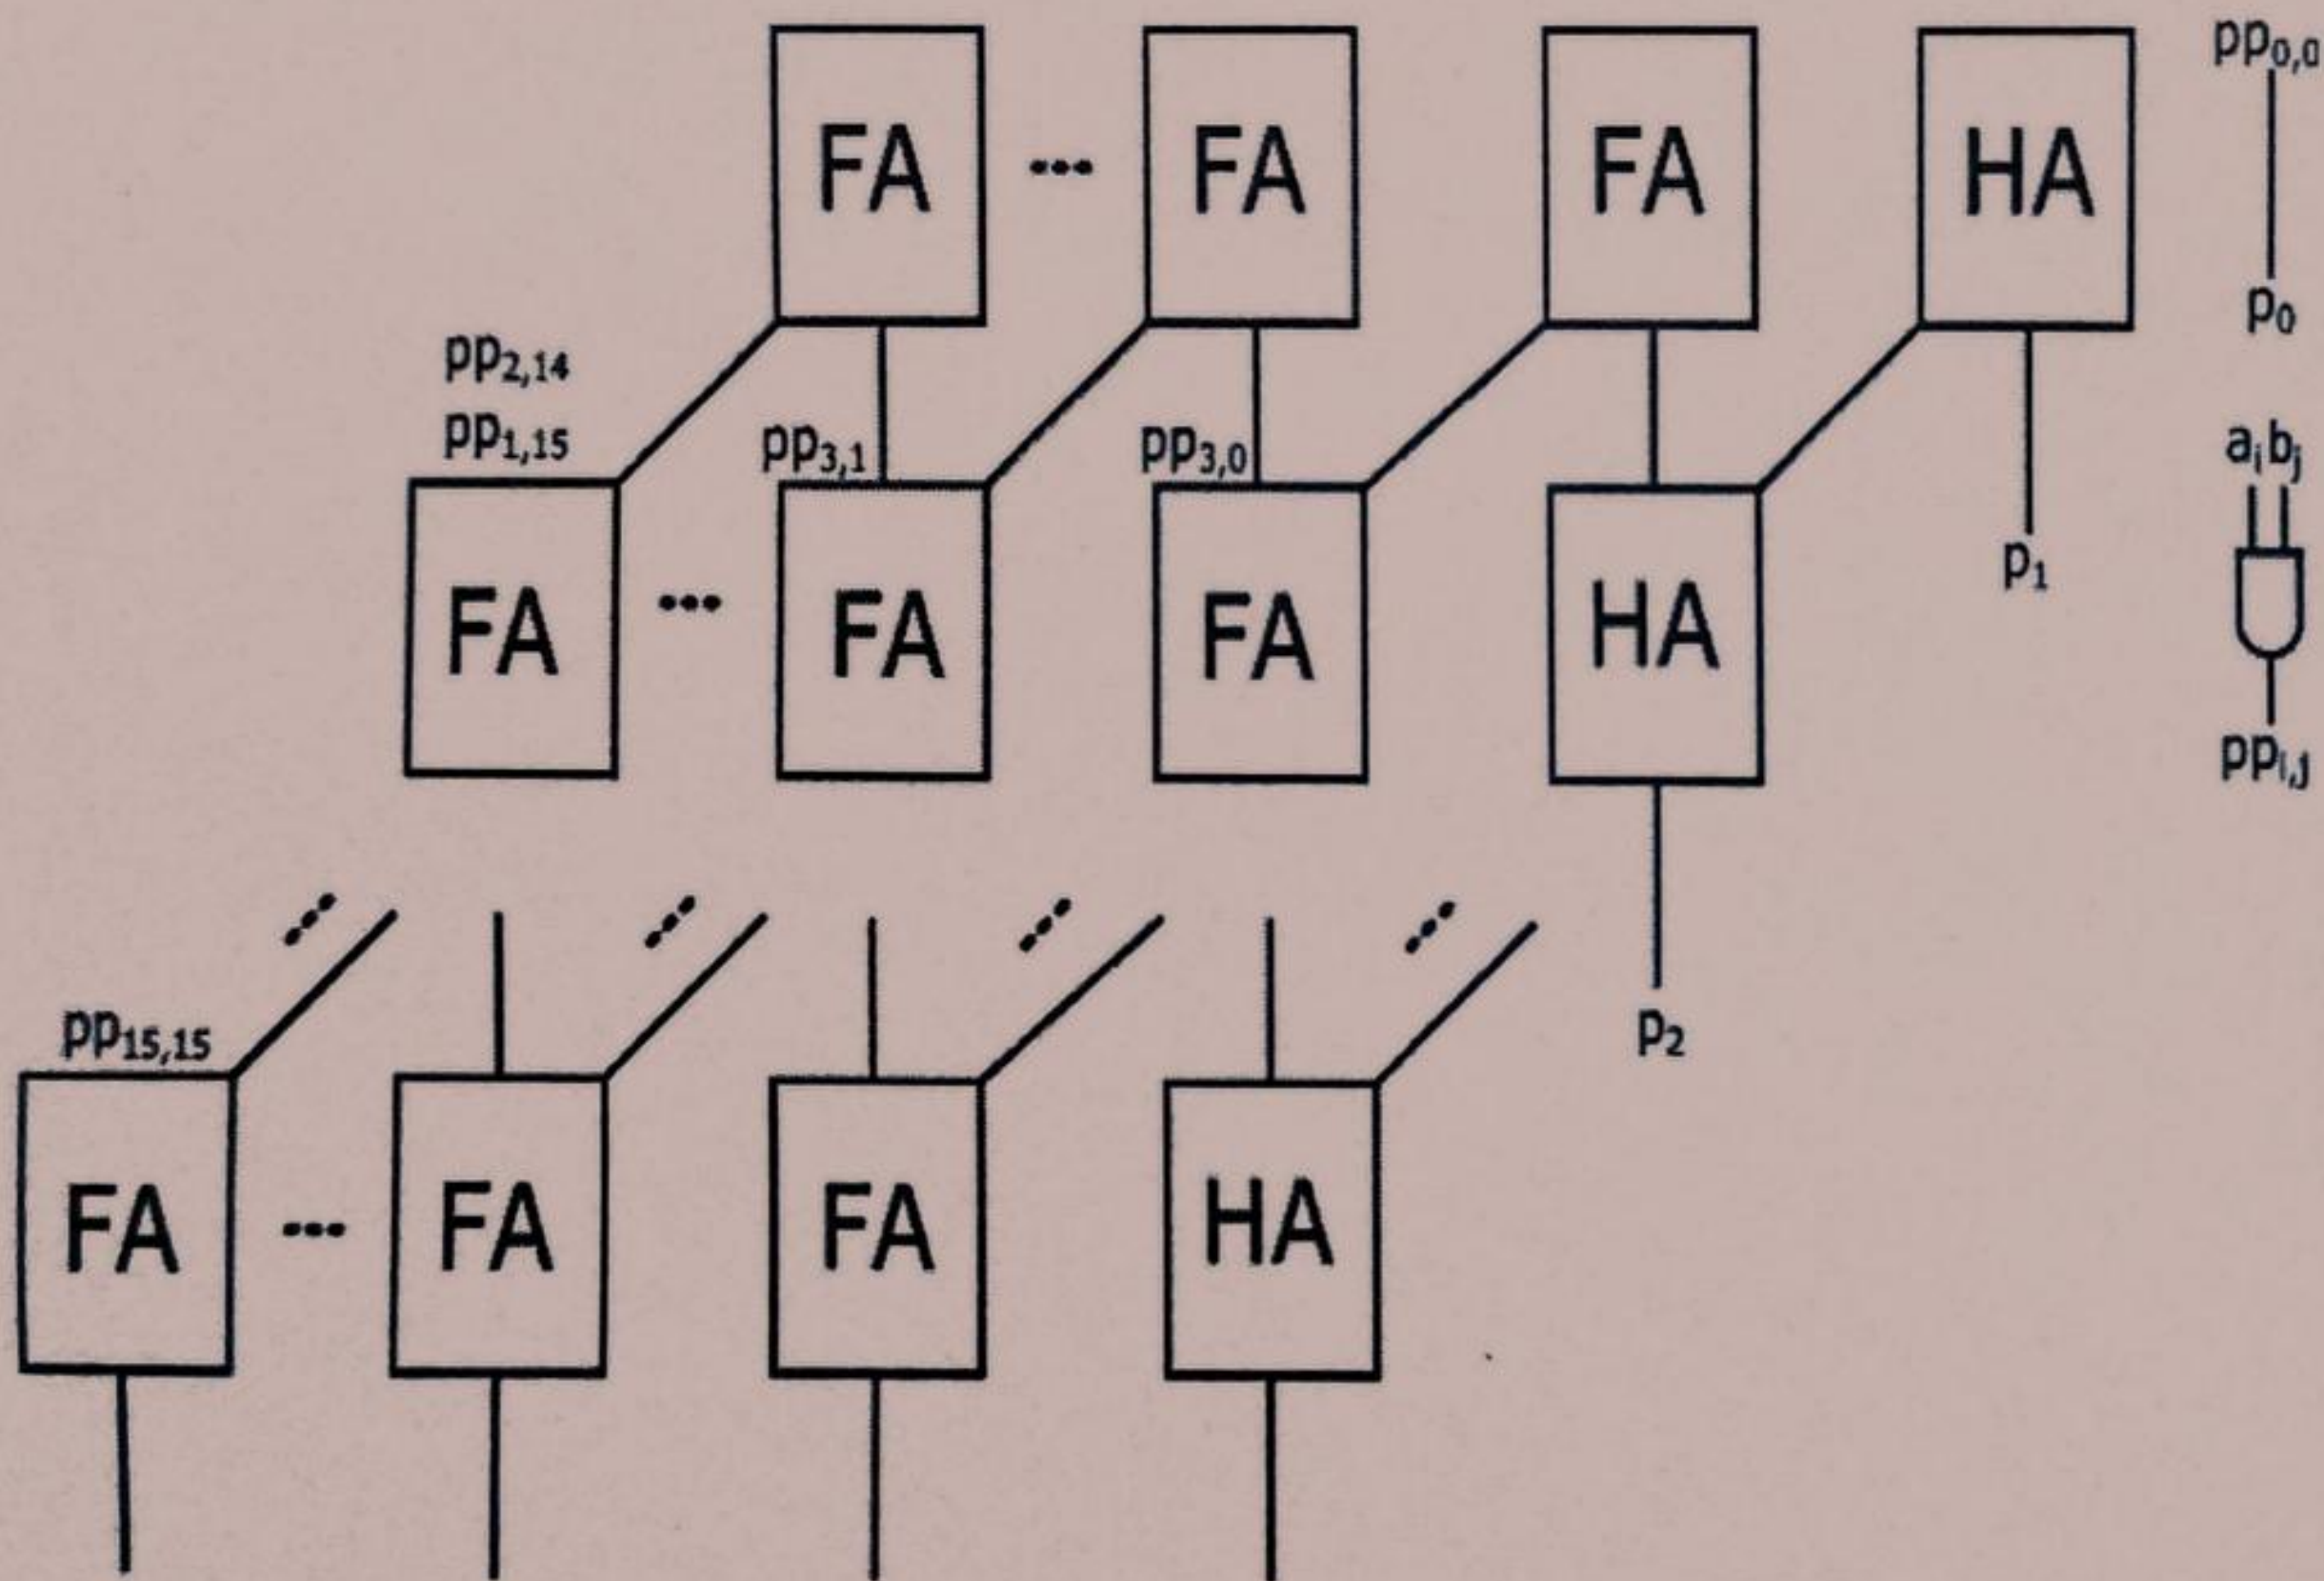 pp₀,₀
FA ... FA FA HA
p₀
pp₂,₁₄
pp₁,₁₅ pp₃,₁ pp₃,₀ aᵢbⱼ
FA ... FA FA HA
p₁
ppᵢ,ⱼ
pp₁₅,₁₅ p₂
FA ... FA FA HA